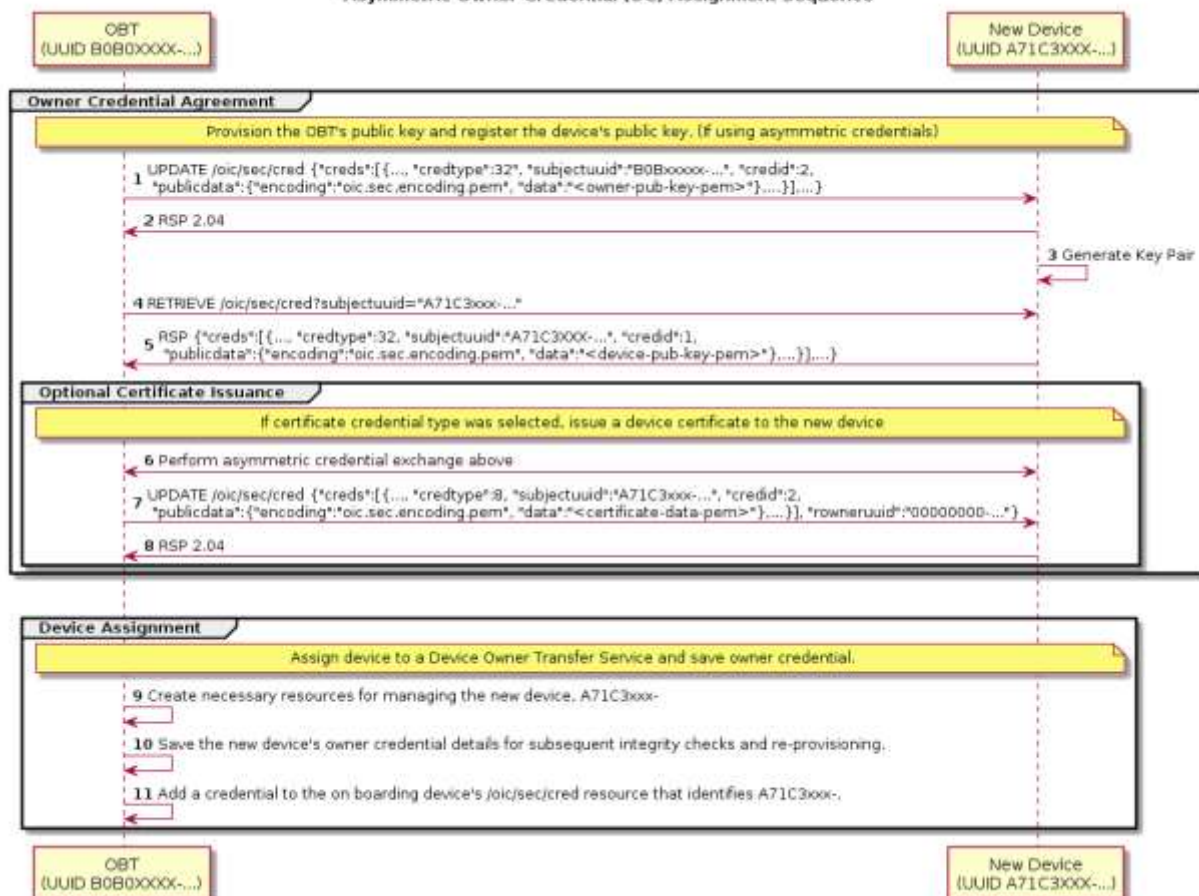 OBT
(UUID B0B0XXXX-...)
New Device
(UUID A71C3XXX-...)
Owner Credential Agreement
Provision the OBT's public key and register the device's public key. (If using asymmetric credentials)
1 UPDATE /oic/sec/cred {"creds":[{..., "credtype":32", "subjectuuid":"B0Bxxxxx-...", "credid":2,
"publicdata":{"encoding":"oic.sec.encoding.pem", "data":"<owner-pub-key-pem>"},...}],...}
2 RSP 2.04
3 Generate Key Pair
4 RETRIEVE /oic/sec/cred?subjectuuid="A71C3xxx-..."
5 RSP {"creds":[{..., "credtype":32, "subjectuuid":"A71C3XXX-...", "credid":1,
"publicdata":{"encoding":"oic.sec.encoding.pem", "data":"<device-pub-key-pem>"},...}],...}
Optional Certificate Issuance
If certificate credential type was selected, issue a device certificate to the new device
6 Perform asymmetric credential exchange above
7 UPDATE /oic/sec/cred {"creds":[{..., "credtype":8, "subjectuuid":"A71C3xxx-...", "credid":2,
"publicdata":{"encoding":"oic.sec.encoding.pem", "data":"<certificate-data-pem>"},...}], "rowneruuid":"00000000-..."}
8 RSP 2.04
Device Assignment
Assign device to a Device Owner Transfer Service and save owner credential.
9 Create necessary resources for managing the new device, A71C3xxx-
10 Save the new device's owner credential details for subsequent integrity checks and re-provisioning.
11 Add a credential to the on boarding device's /oic/sec/cred resource that identifies A71C3xxx-.
OBT
(UUID B0B0XXXX-...)
New Device
(UUID A71C3XXX-...)